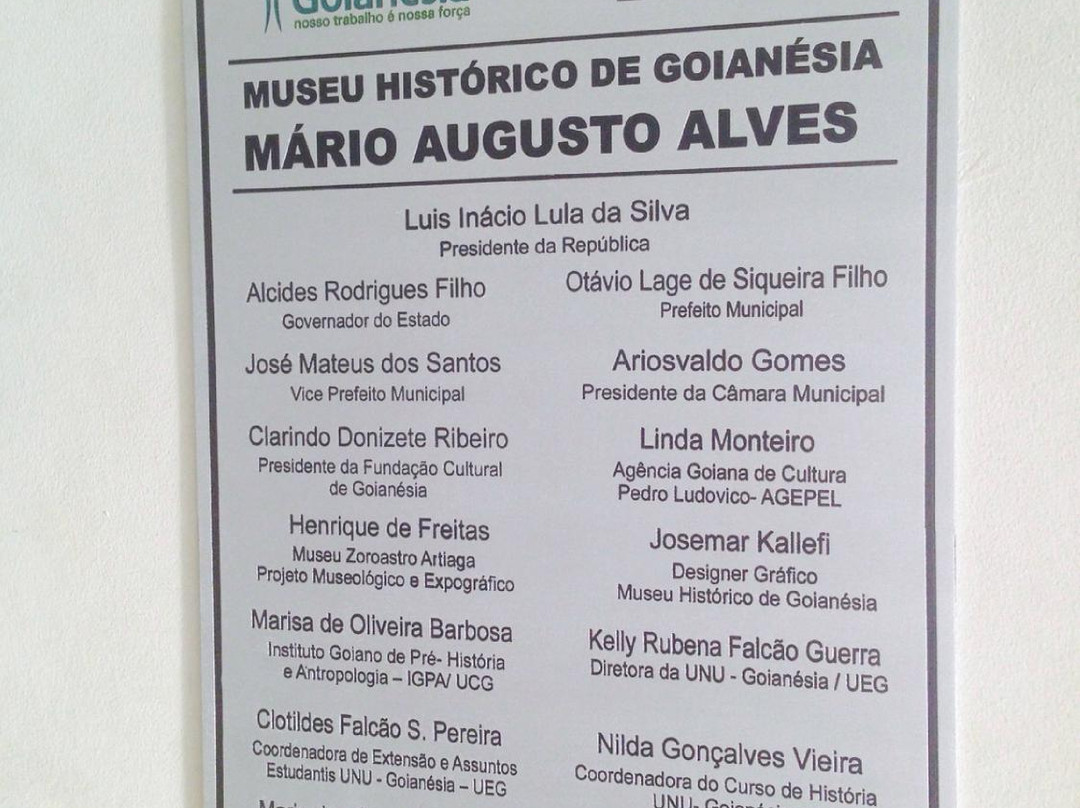 Goianésia
nosso trabalho é nossa força
MUSEU HISTÓRICO DE GOIANÉSIA
MÁRIO AUGUSTO ALVES
Luis Inácio Lula da Silva
Presidente da República
Alcides Rodrigues Filho
Governador do Estado
Otávio Lage de Siqueira Filho
Prefeito Municipal
José Mateus dos Santos
Vice Prefeito Municipal
Ariosvaldo Gomes
Presidente da Câmara Municipal
Clarindo Donizete Ribeiro
Presidente da Fundação Cultural
de Goianésia
Linda Monteiro
Agência Goiana de Cultura
Pedro Ludovico- AGEPEL
Henrique de Freitas
Museu Zoroastro Artiaga
Projeto Museológico e Expográfico
Josemar Kallefi
Designer Gráfico
Museu Histórico de Goianésia
Marisa de Oliveira Barbosa
Instituto Goiano de Pré- História
e Antropologia – IGPA/ UCG
Kelly Rubena Falcão Guerra
Diretora da UNU - Goianésia / UEG
Clotildes Falcão S. Pereira
Coordenadora de Extensão e Assuntos
Estudantis UNU - Goianésia – UEG
Nilda Gonçalves Vieira
Coordenadora do Curso de História
UNU-